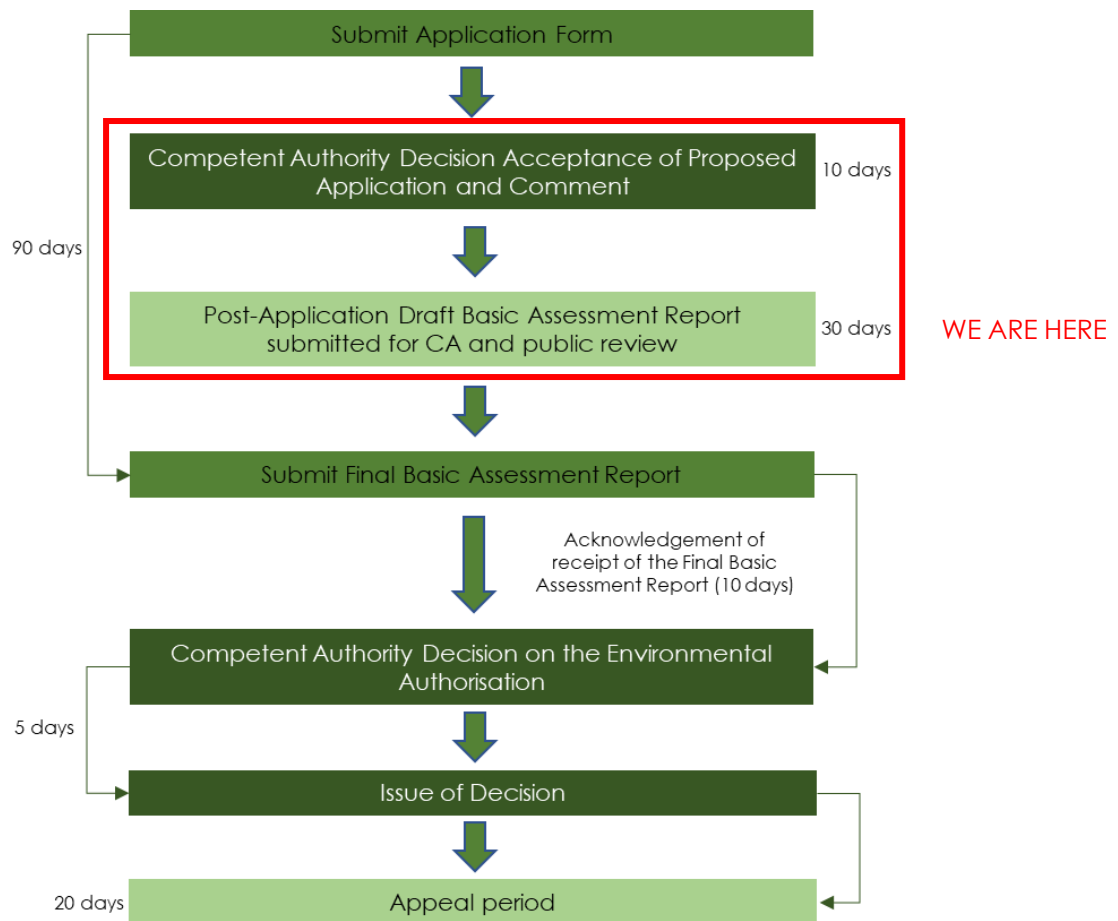 Submit Application Form
Competent Authority Decision Acceptance of Proposed
Application and Comment
10 days
90 days
Post-Application Draft Basic Assessment Report
submitted for CA and public review
30 days
WE ARE HERE
Submit Final Basic Assessment Report
Acknowledgement of
receipt of the Final Basic
Assessment Report (10 days)
Competent Authority Decision on the Environmental
Authorisation
5 days
Issue of Decision
20 days
Appeal period